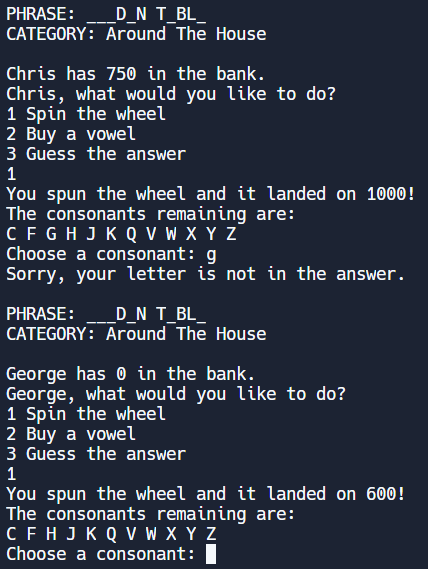 PHRASE: ___D_N T_BL_
CATEGORY: Around The House
Chris has 750 in the bank.
Chris, what would you like to do?
1 Spin the wheel
2 Buy a vowel
3 Guess the answer
1
You spun the wheel and it landed on 1000!
The consonants remaining are:
C F G H J K Q V W X Y Z
Choose a consonant: g
Sorry, your letter is not in the answer.
PHRASE: ___D_N T_BL_
CATEGORY: Around The House
George has 0 in the bank.
George, what would you like to do?
1 Spin the wheel
2 Buy a vowel
3 Guess the answer
1
You spun the wheel and it landed on 600!
The consonants remaining are:
C F H J K Q V W X Y Z
Choose a consonant: